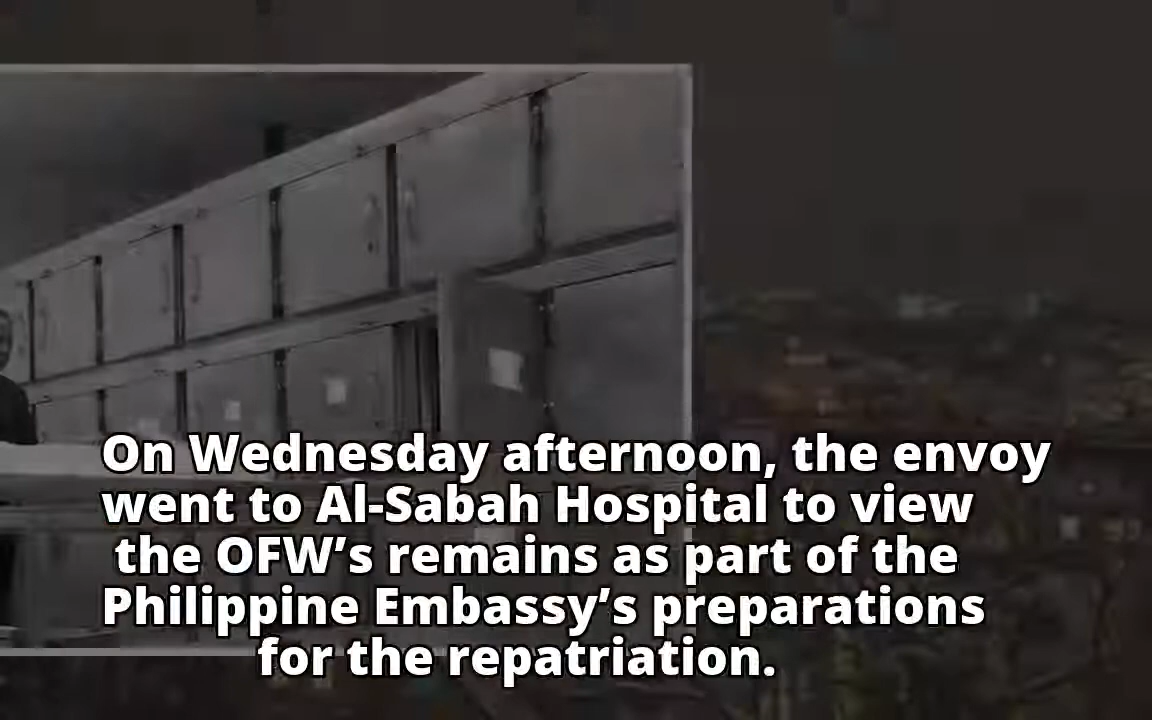 On Wednesday afternoon, the envoy
went to Al-Sabah Hospital to view
the OFW’s remains as part of the
Philippine Embassy’s preparations
for the repatriation.